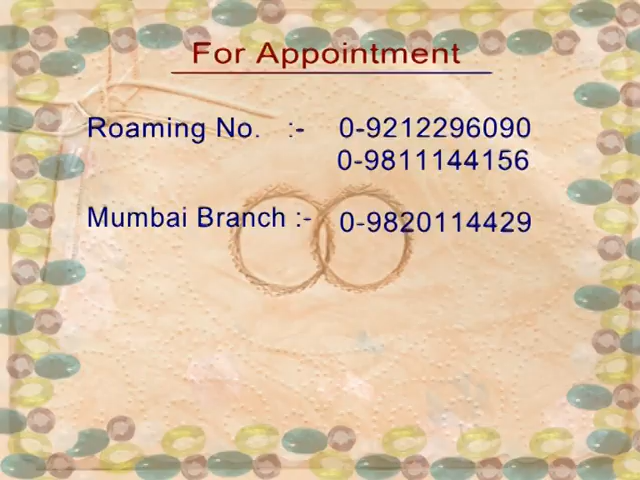 For Appointment
Roaming No. :- 0-9212296090
0-9811144156
Mumbai Branch :- 0-9820114429